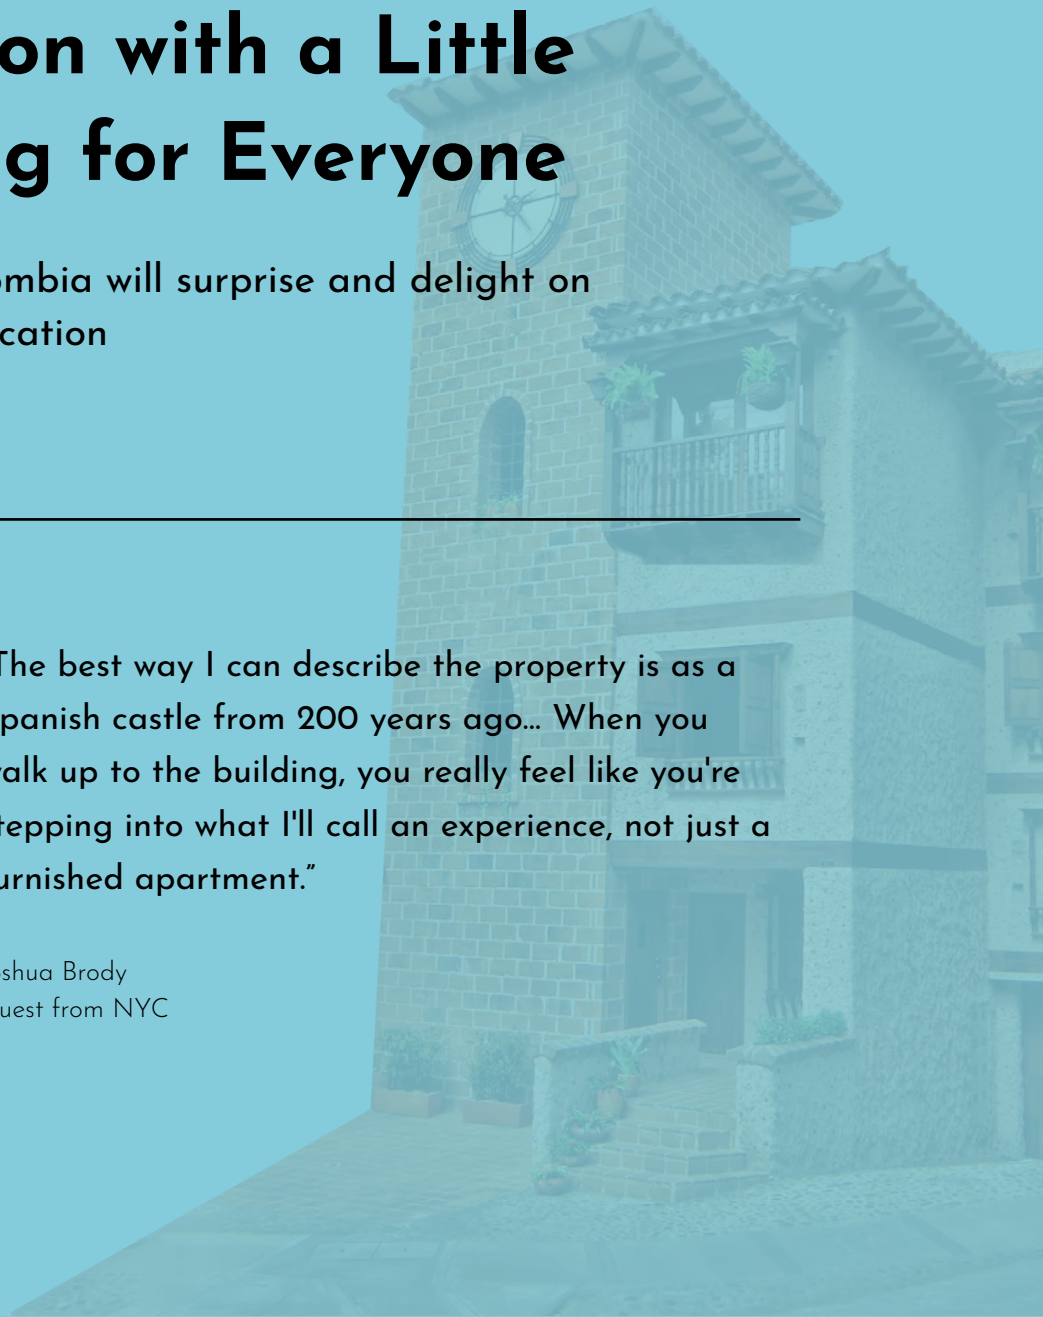 on with a Little
g for Everyone
ombia will surprise and delight on
cation
The best way I can describe the property is as a
panish castle from 200 years ago... When you
alk up to the building, you really feel like you're
tepping into what I'll call an experience, not just a
urnished apartment.”
oshua Brody
uest from NYC